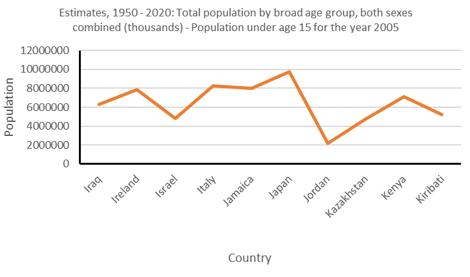 Estimates, 1950 - 2020: Total population by broad age group, both sexes
combined (thousands) - Population under age 15 for the year 2005
12000000
10000000
8000000
6000000
4000000
2000000
0
Population
Iraq
Ireland
Israel
Italy
Jamaica
Japan
Jordan
Kazakhstan
Kenya
Kiribati
Country